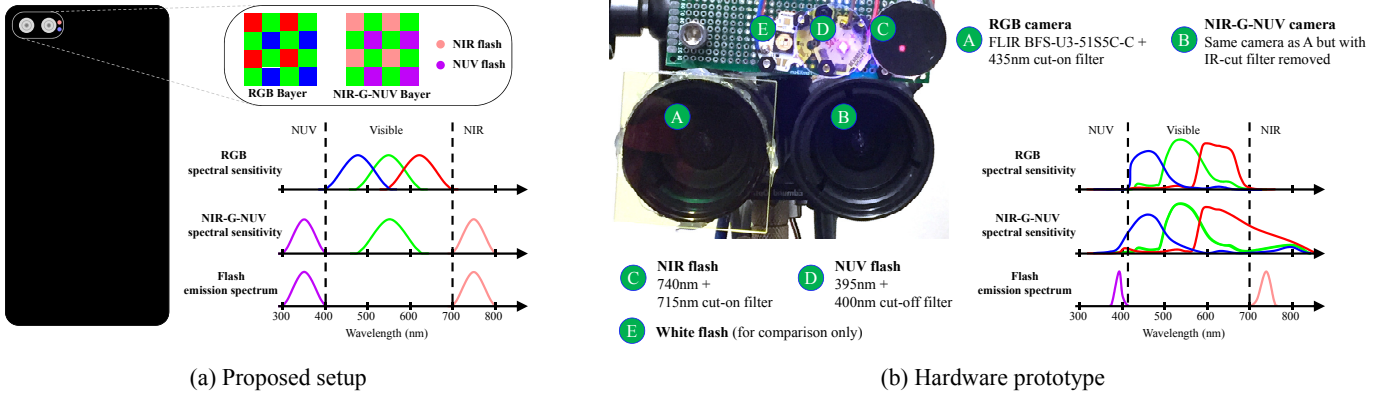 RGB Bayer
NIR-G-NUV Bayer
NIR flash
NUV flash
NUV
Visible
NIR
RGB
spectral sensitivity
NIR-G-NUV
spectral sensitivity
Flash
emission spectrum
300
400
500
600
700
800
Wavelength (nm)
(a) Proposed setup
E
D
C
A
B
A
RGB camera
FLIR BFS-U3-51S5C-C +
435nm cut-on filter
B
NIR-G-NUV camera
Same camera as A but with
IR-cut filter removed
C
NIR flash
740nm +
715nm cut-on filter
D
NUV flash
395nm +
400nm cut-off filter
E
White flash (for comparison only)
NUV
Visible
NIR
RGB
spectral sensitivity
NIR-G-NUV
spectral sensitivity
Flash
emission spectrum
300
400
500
600
700
800
Wavelength (nm)
(b) Hardware prototype